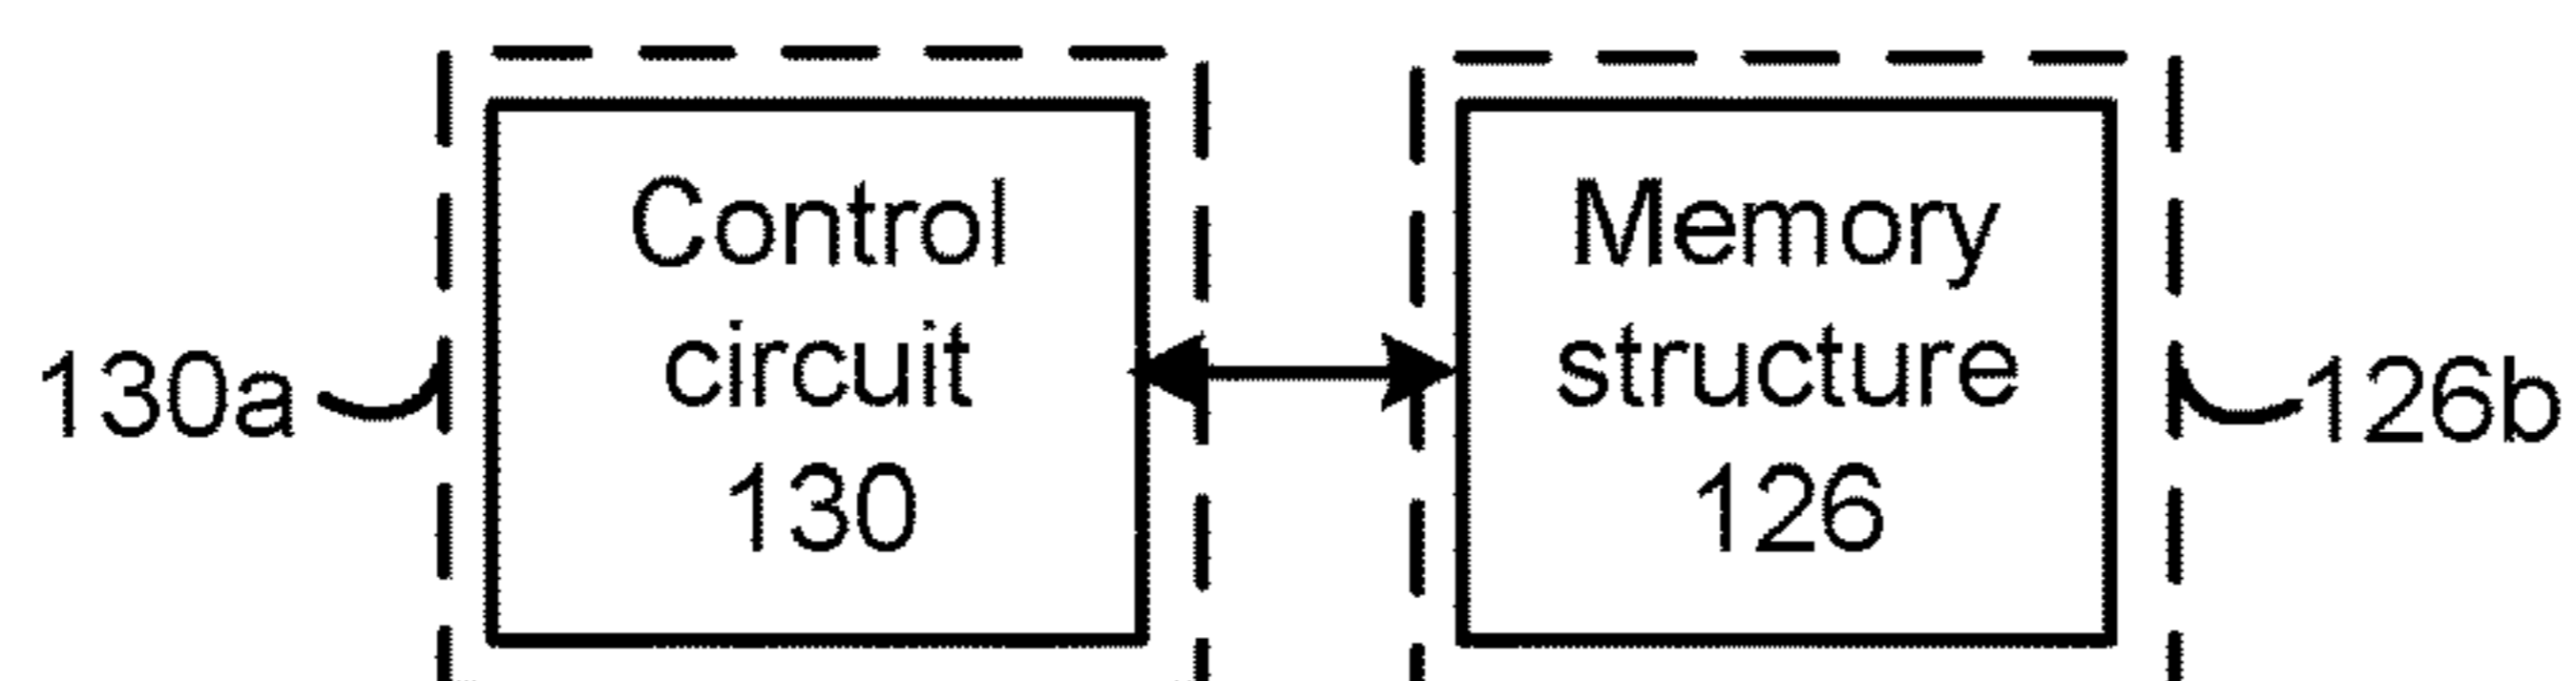 130a
Control
circuit
130
Memory
structure
126
126b